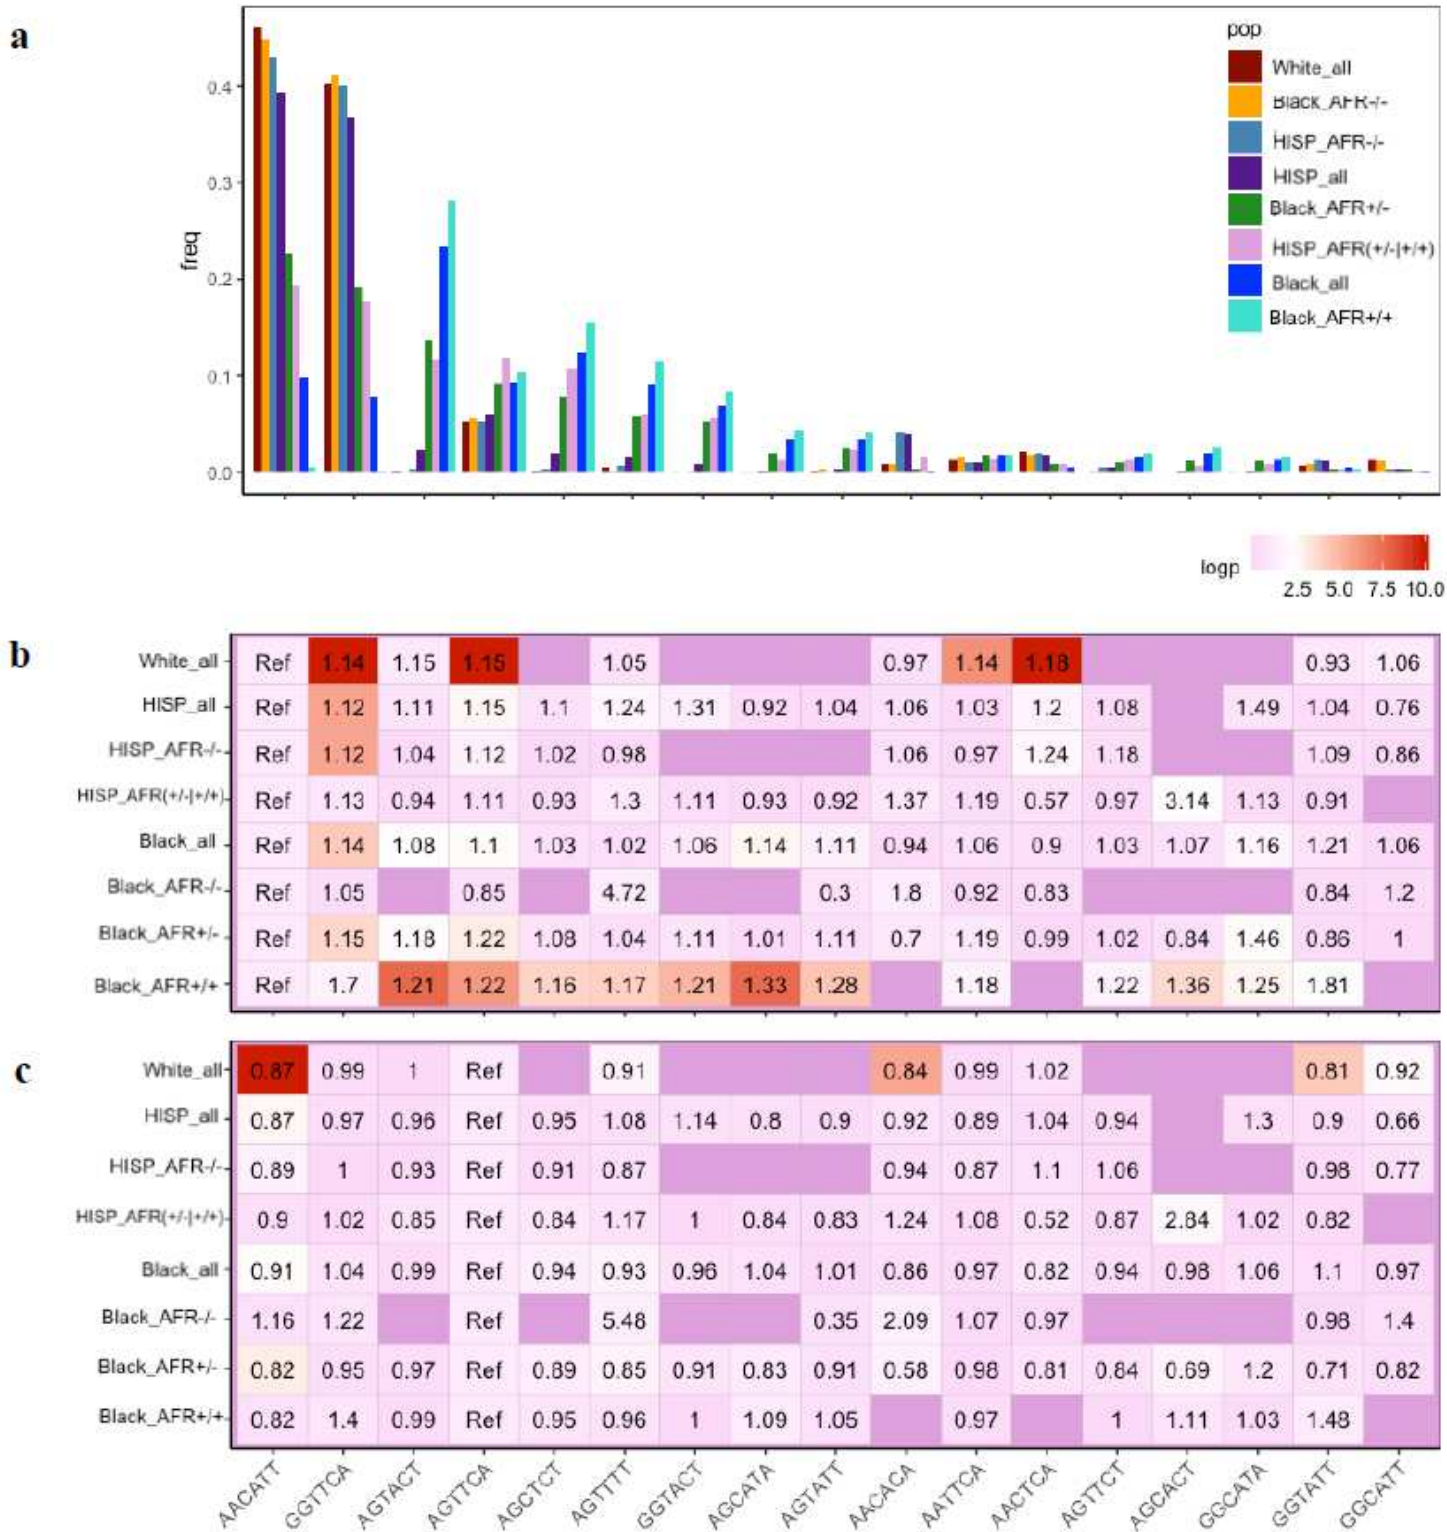 a
pop
White_all
Black_AFR-/-
HISP_AFR-/-
HISP_all
Black_AFR+/-
HISP_AFR(+/-|+/+)
Black_all
Black_AFR+/+
freq
0.4
0.3
0.2
0.1
0.0
logp
2.5 5.0 7.5 10.0
b
White_all Ref 1.14 1.15 1.15 1.05 0.97 1.14 1.18 0.93 1.06
HISP_all Ref 1.12 1.11 1.15 1.1 1.24 1.31 0.92 1.04 1.06 1.03 1.2 1.08 1.49 1.04 0.76
HISP_AFR-/- Ref 1.12 1.04 1.12 1.02 0.98 1.06 0.97 1.24 1.18 1.09 0.86
HISP_AFR(+/-|+/+) Ref 1.13 0.94 1.11 0.93 1.3 1.11 0.93 0.92 1.37 1.19 0.57 0.97 3.14 1.13 0.91
Black_all Ref 1.14 1.08 1.1 1.03 1.02 1.06 1.14 1.11 0.94 1.06 0.9 1.03 1.07 1.16 1.21 1.06
Black_AFR-/- Ref 1.05 0.85 4.72 0.3 1.8 0.92 0.83 0.84 1.2
Black_AFR+/- Ref 1.15 1.18 1.22 1.08 1.04 1.11 1.01 1.11 0.7 1.19 0.99 1.02 0.84 1.46 0.86 1
Black_AFR+/+ Ref 1.7 1.21 1.22 1.16 1.17 1.21 1.33 1.28 1.18 1.22 1.36 1.25 1.81
c
White_all 0.87 0.99 1 Ref 0.91 0.84 0.99 1.02 0.81 0.92
HISP_all 0.87 0.97 0.96 Ref 0.95 1.08 1.14 0.8 0.9 0.92 0.89 1.04 0.94 1.3 0.9 0.66
HISP_AFR-/- 0.89 1 0.93 Ref 0.91 0.87 0.94 0.87 1.1 1.06 0.98 0.77
HISP_AFR(+/-|+/+) 0.9 1.02 0.85 Ref 0.84 1.17 1 0.84 0.83 1.24 1.08 0.52 0.87 2.84 1.02 0.82
Black_all 0.91 1.04 0.99 Ref 0.94 0.93 0.96 1.04 1.01 0.86 0.97 0.82 0.94 0.98 1.06 1.1 0.97
Black_AFR-/- 1.16 1.22 Ref 5.48 0.35 2.09 1.07 0.97 0.98 1.4
Black_AFR+/- 0.82 0.95 0.97 Ref 0.89 0.85 0.91 0.83 0.91 0.58 0.98 0.81 0.84 0.69 1.2 0.71 0.82
Black_AFR+/+ 0.82 1.4 0.99 Ref 0.95 0.96 1 1.09 1.05 0.97 1 1.11 1.03 1.48
AACATT GGTTCA AGTACT AGTTCA AGCTCT AGTTTT GGTACT AGCATA AGTATT AACACA AATTCA AACTCA AGTTCT AGCACT GGCATA GGTATT GGCATT